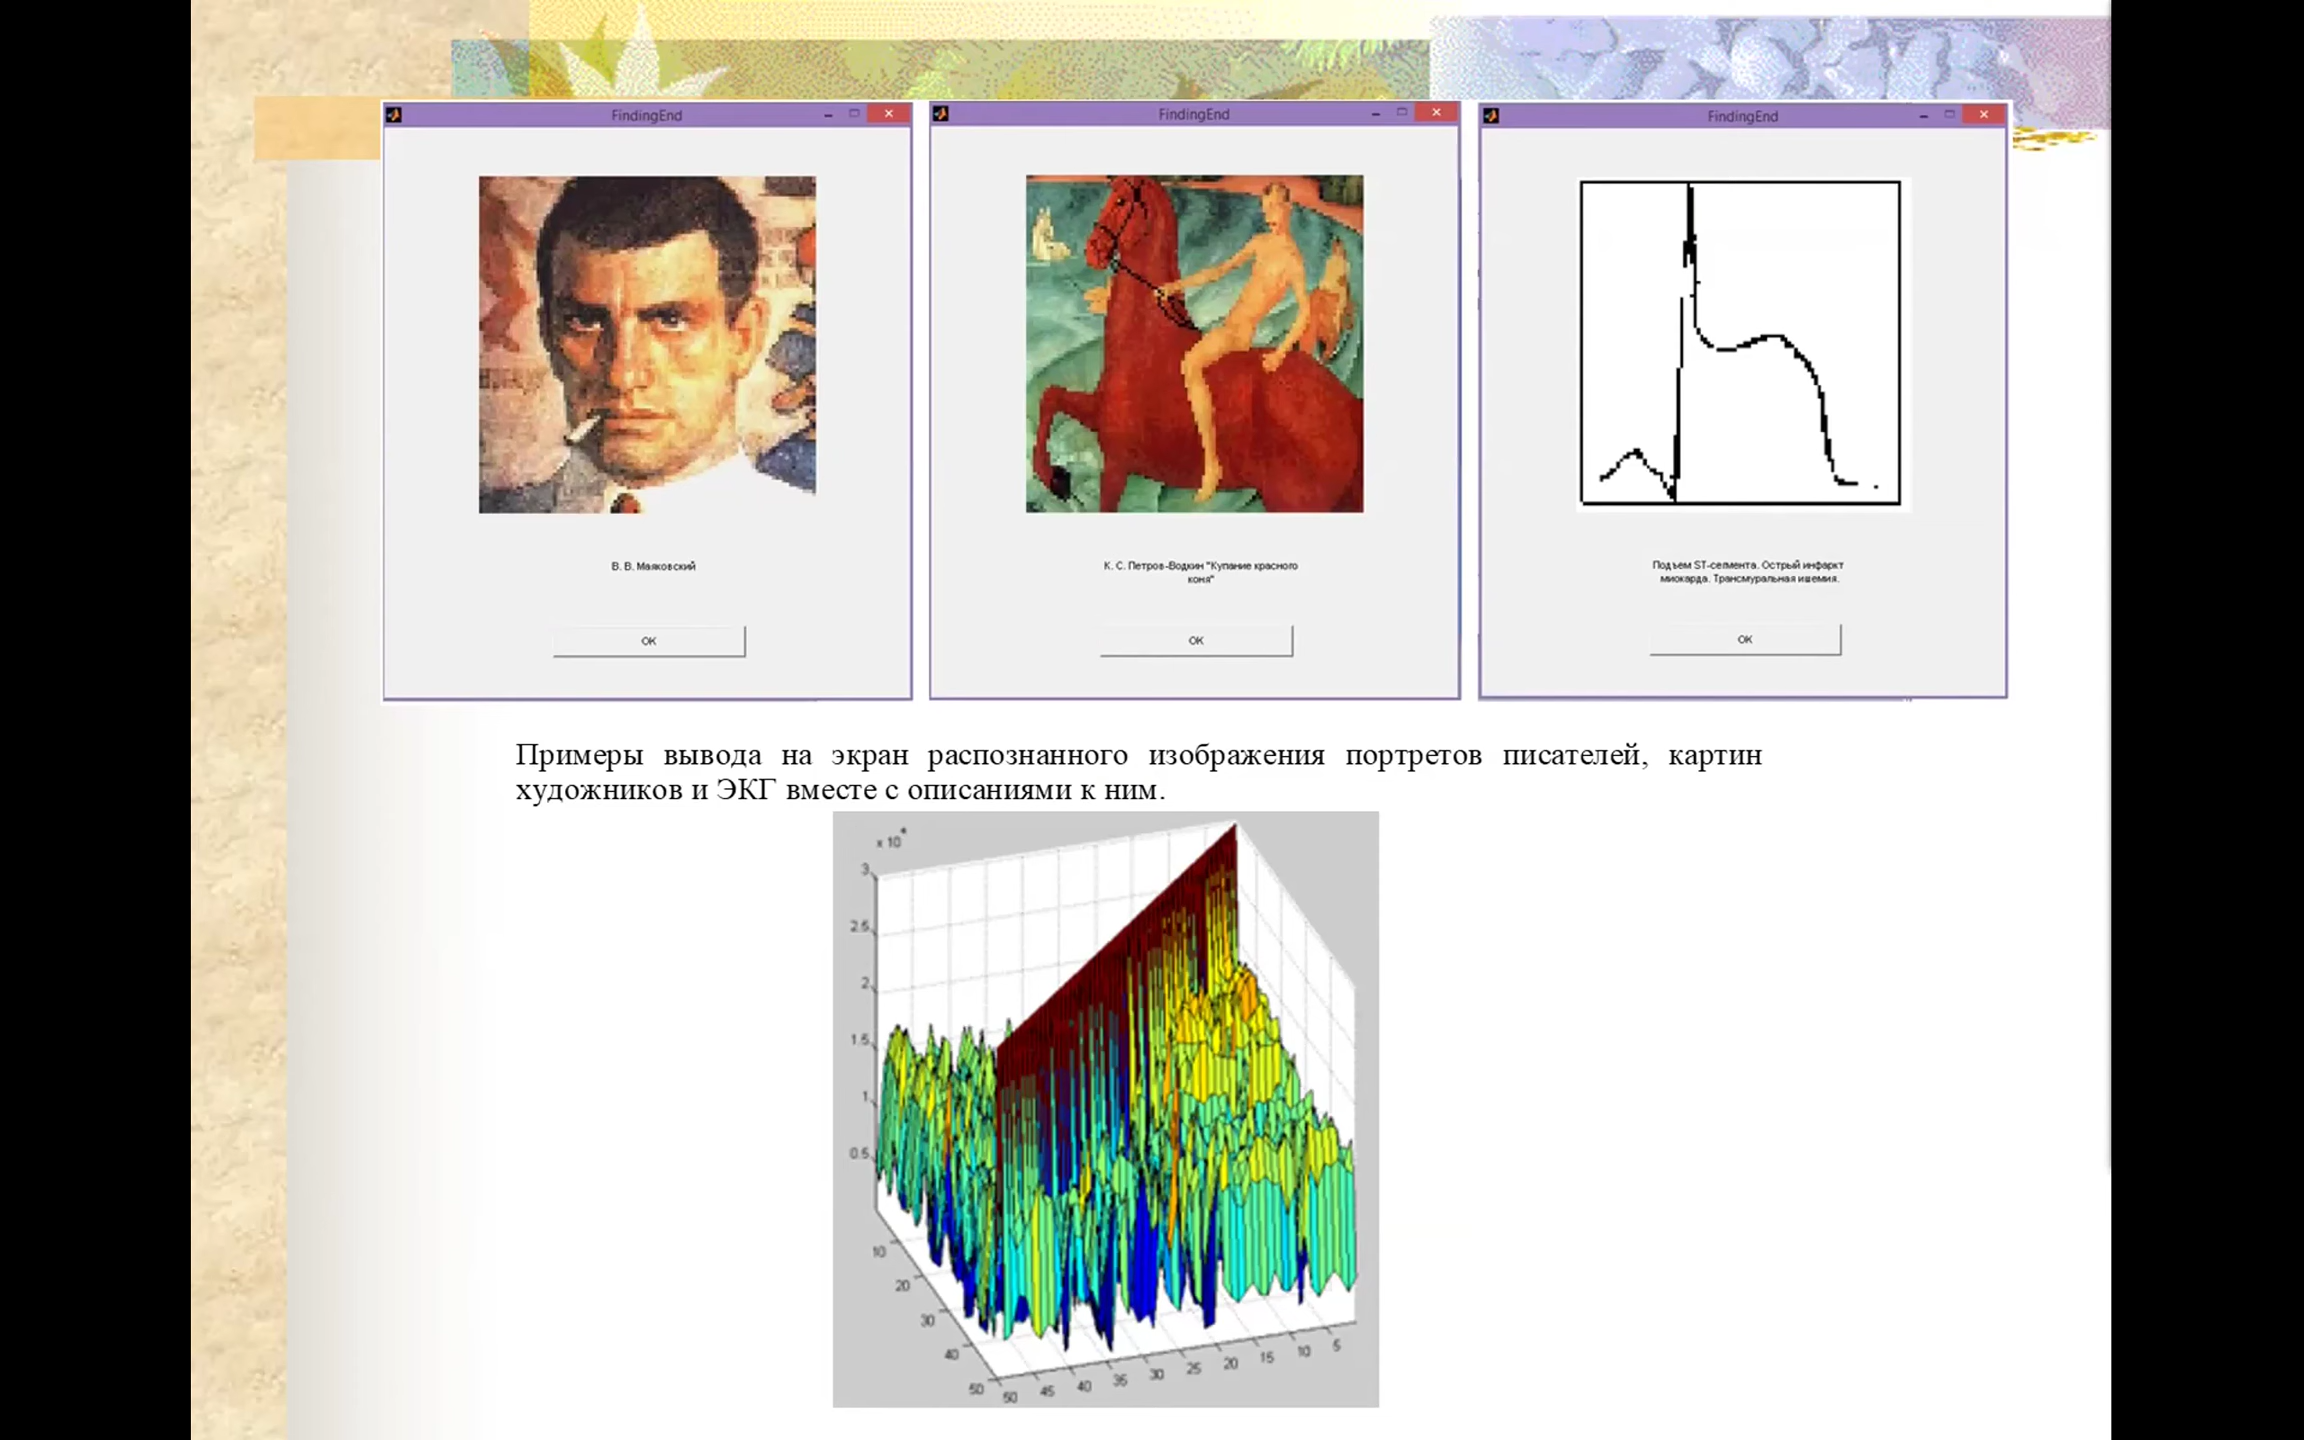 FindingEnd
В. В. Маяковский
OK
FindingEnd
К. С. Петров-Водкин "Купание красного
коня"
OK
FindingEnd
Подъем ST-сегмента. Острый инфаркт
миокарда. Трансмуральная ишемия.
OK
Примеры вывода на экран распознанного изображения портретов писателей, картин
художников и ЭКГ вместе с описаниями к ним.
x 10
3
2.5
2
1.5
1
0.5
10
20
30
40
50
50
45
40
35
30
25
20
15
10
5